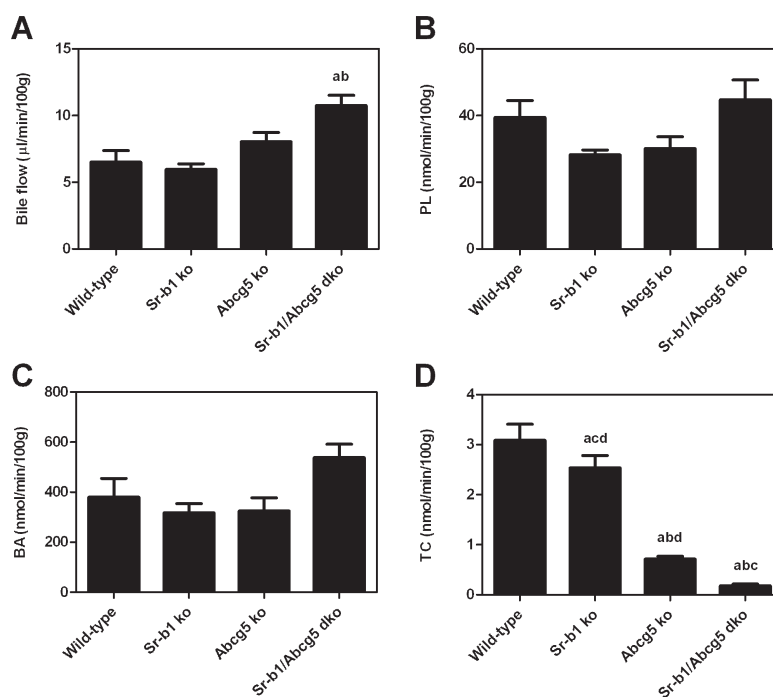 A
Bile flow (µl/min/100g)
15
10
5
0
ab
Wild-type
Sr-b1 ko
Abcg5 ko
Sr-b1/Abcg5 dko
B
PL (nmol/min/100g)
60
40
20
0
Wild-type
Sr-b1 ko
Abcg5 ko
Sr-b1/Abcg5 dko
C
BA (nmol/min/100g)
800
600
400
200
0
Wild-type
Sr-b1 ko
Abcg5 ko
Sr-b1/Abcg5 dko
D
TC (nmol/min/100g)
4
3
2
1
0
acd
abd
abc
Wild-type
Sr-b1 ko
Abcg5 ko
Sr-b1/Abcg5 dko